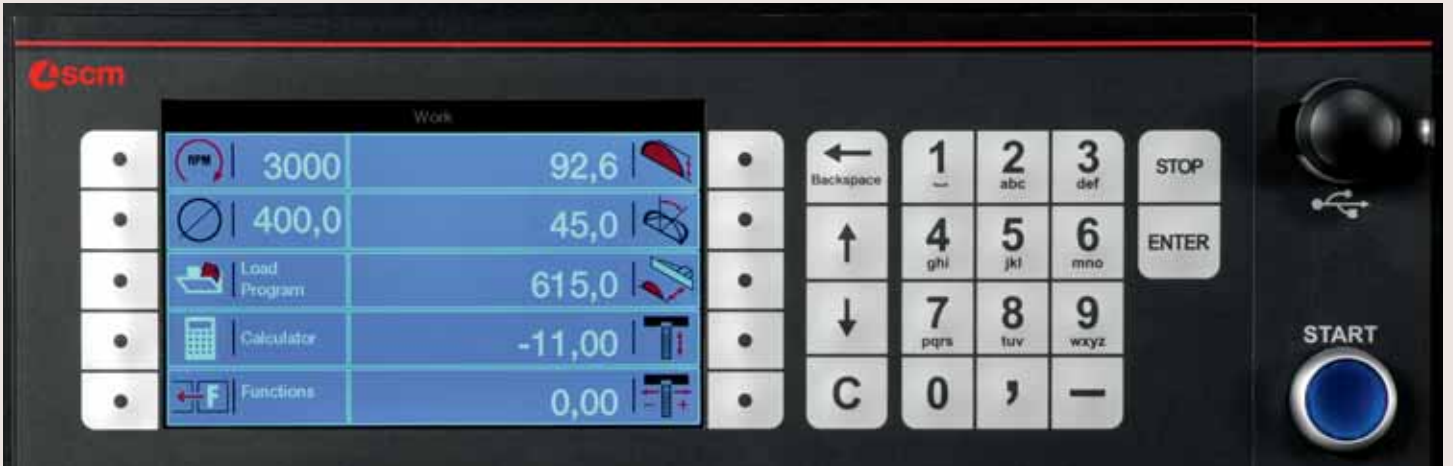 scm
Work
RPM 3000 92,6
400,0 45,0
Load
Program
615,0
Calculator -11,00
F Functions 0,00
- +
Backspace
1 2 3
abc def
STOP
4 5 6
ghi jkl mno
ENTER
7 8 9
pqrs tuv wxyz
C 0 , -
START